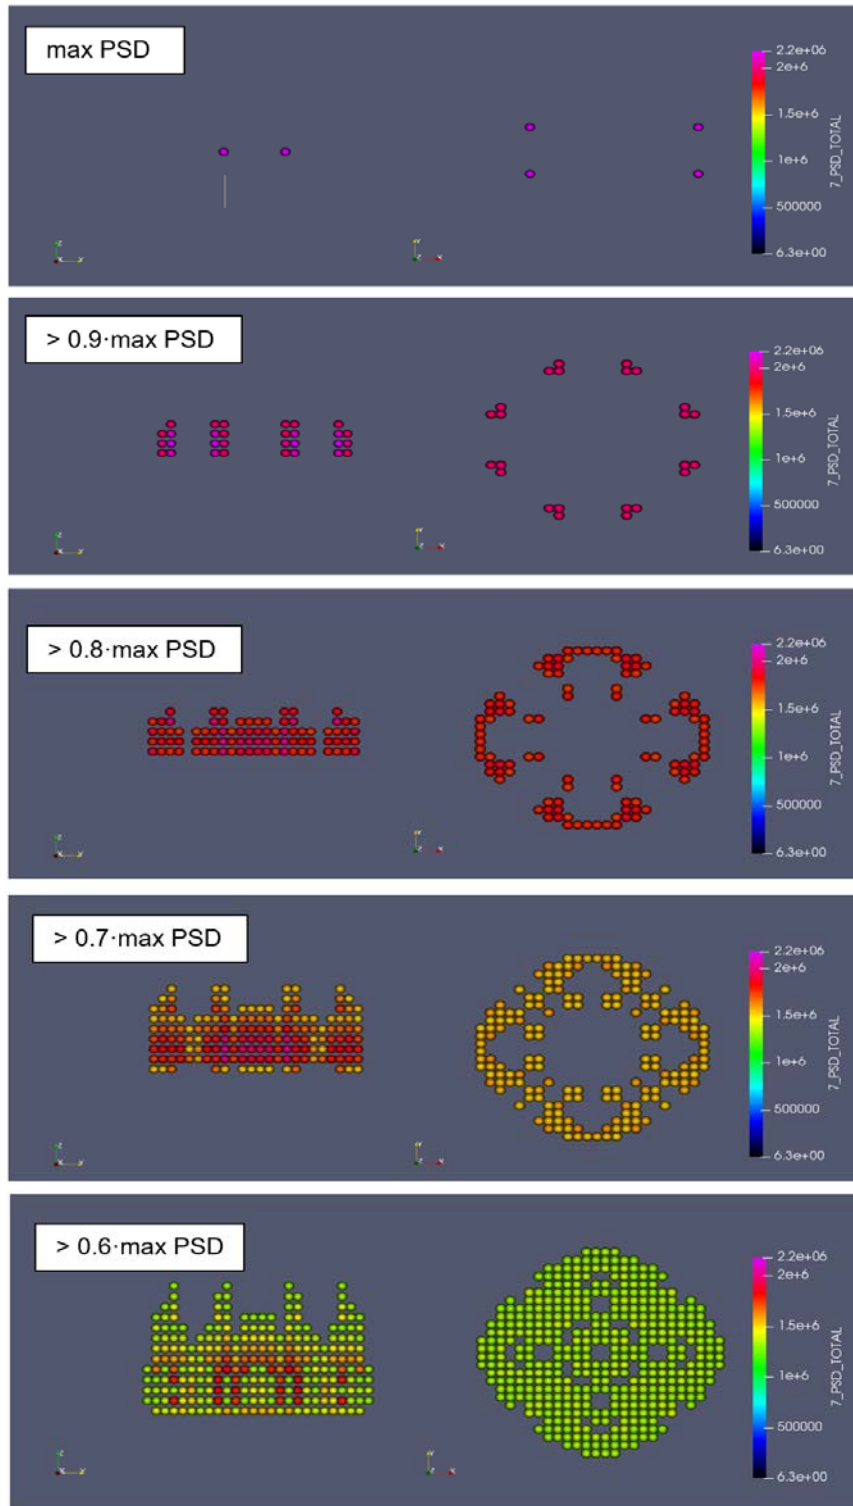 max PSD
2.2e+06
2e+6
1.5e+6
1e+6
500000
6.3e+00
7_PSD_TOTAL
Z
X
Y
Y
Z
X
> 0.9·max PSD
2.2e+06
2e+6
1.5e+6
1e+6
500000
6.3e+00
7_PSD_TOTAL
Z
X
Y
Y
Z
X
> 0.8·max PSD
2.2e+06
2e+6
1.5e+6
1e+6
500000
6.3e+00
7_PSD_TOTAL
Z
X
Y
Y
Z
X
> 0.7·max PSD
2.2e+06
2e+6
1.5e+6
1e+6
500000
6.3e+00
7_PSD_TOTAL
Z
X
Y
Y
Z
X
> 0.6·max PSD
2.2e+06
2e+6
1.5e+6
1e+6
500000
6.3e+00
7_PSD_TOTAL
Z
X
Y
Y
Z
X